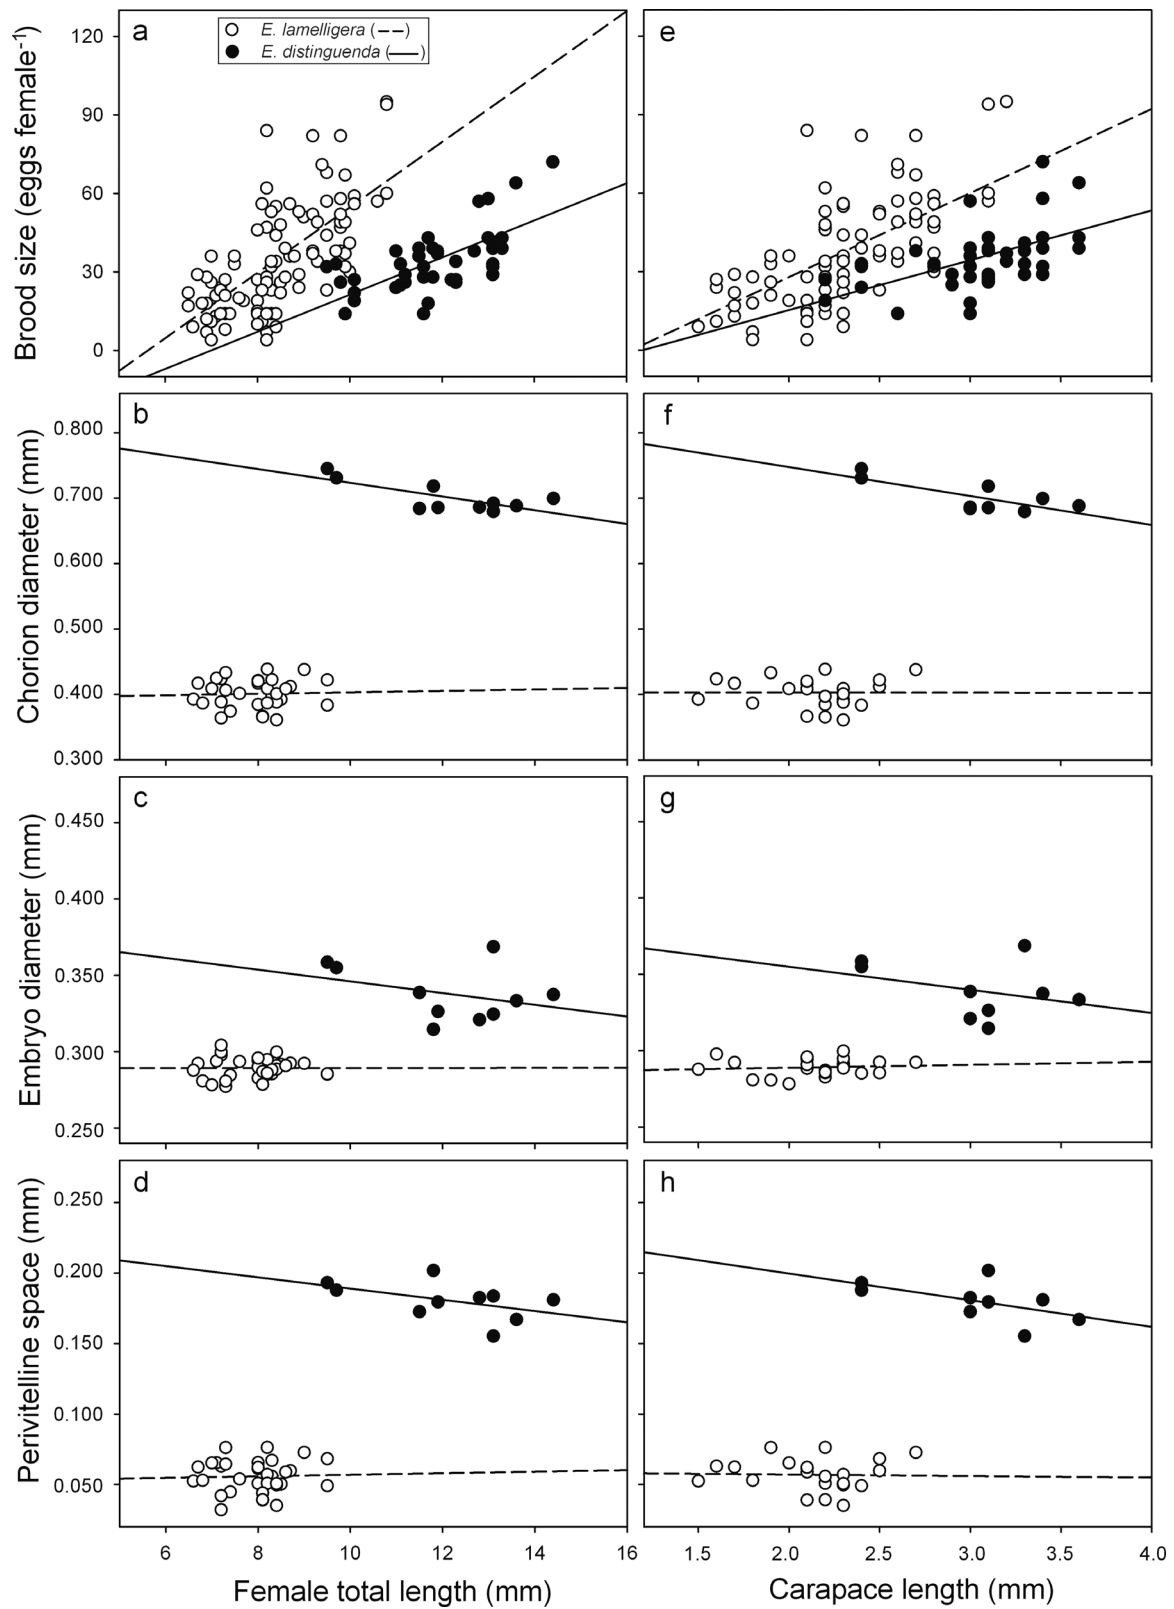 a
E. lamelligera (---)
E. distinguenda (——)
e
Brood size (eggs female⁻¹)
120
90
60
30
0
b
f
Chorion diameter (mm)
0.800
0.700
0.600
0.500
0.400
0.300
c
g
Embryo diameter (mm)
0.450
0.400
0.350
0.300
0.250
d
h
Perivitelline space (mm)
0.250
0.200
0.150
0.100
0.050
6 8 10 12 14 16
1.5 2.0 2.5 3.0 3.5 4.0
Female total length (mm)
Carapace length (mm)